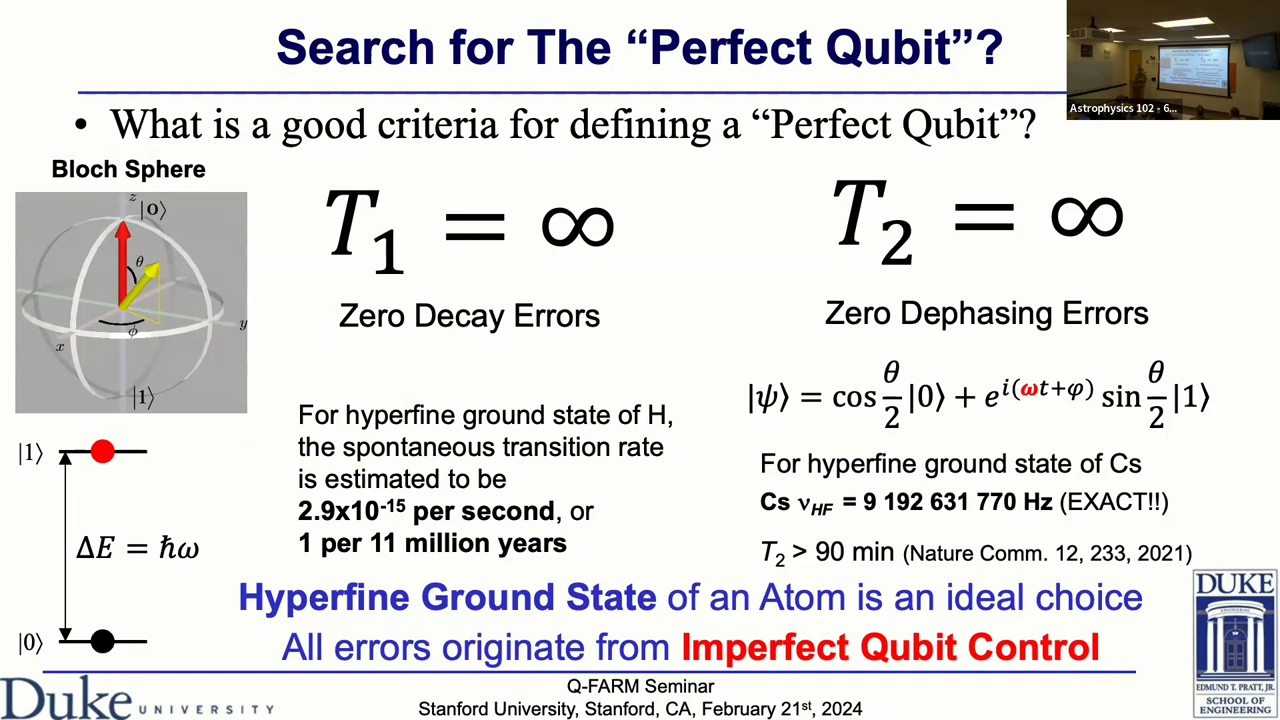 Search for The “Perfect Qubit”?
Astrophysics 102 - 6...
• What is a good criteria for defining a “Perfect Qubit”?
Bloch Sphere
z
|0⟩
θ
ϕ
x
y
|1⟩
T₁ = ∞
Zero Decay Errors
T₂ = ∞
Zero Dephasing Errors
|ψ⟩ = cos θ/2 |0⟩ + e^{i(ωt+φ)} sin θ/2 |1⟩
For hyperfine ground state of H,
the spontaneous transition rate
is estimated to be
2.9x10⁻¹⁵ per second, or
1 per 11 million years
For hyperfine ground state of Cs
Cs ν_HF = 9 192 631 770 Hz (EXACT!!)
T₂ > 90 min (Nature Comm. 12, 233, 2021)
|1⟩
ΔE = ħω
|0⟩
Hyperfine Ground State of an Atom is an ideal choice
All errors originate from Imperfect Qubit Control
Duke UNIVERSITY
Q-FARM Seminar
Stanford University, Stanford, CA, February 21st, 2024
DUKE
EDMUND T. PRATT, JR.
SCHOOL OF
ENGINEERING